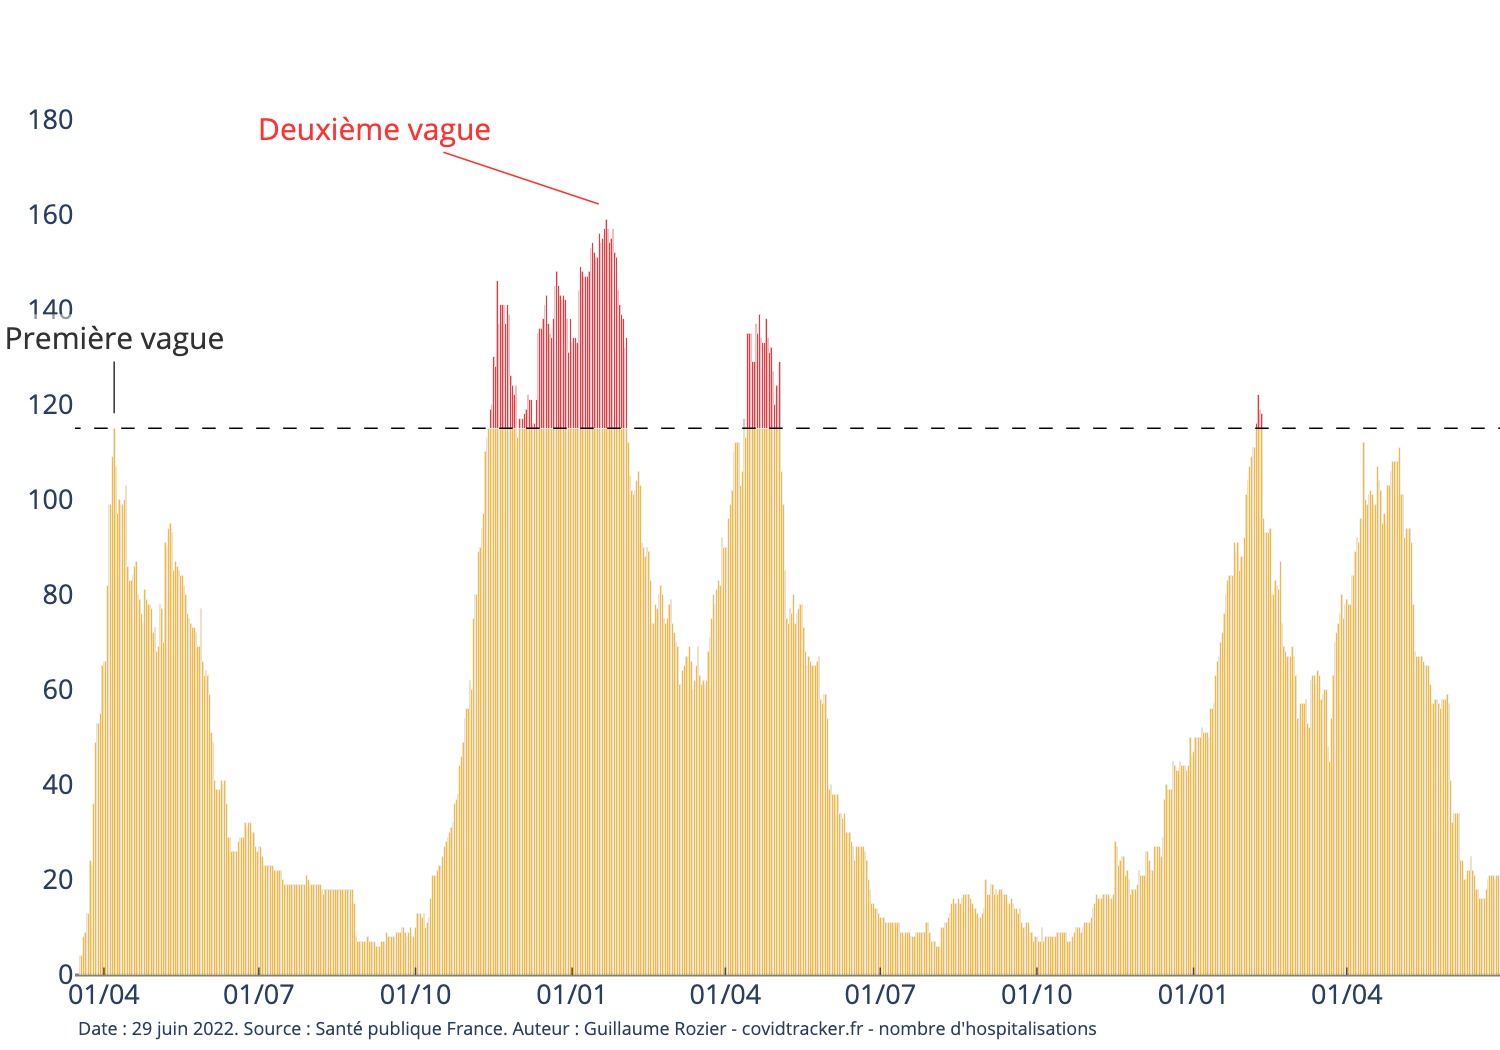 180
Deuxième vague
160
140
Première vague
120
100
80
60
40
20
0
01/04 01/07 01/10 01/01 01/04 01/07 01/10 01/01 01/04
Date : 29 juin 2022. Source : Santé publique France. Auteur : Guillaume Rozier - covidtracker.fr - nombre d'hospitalisations